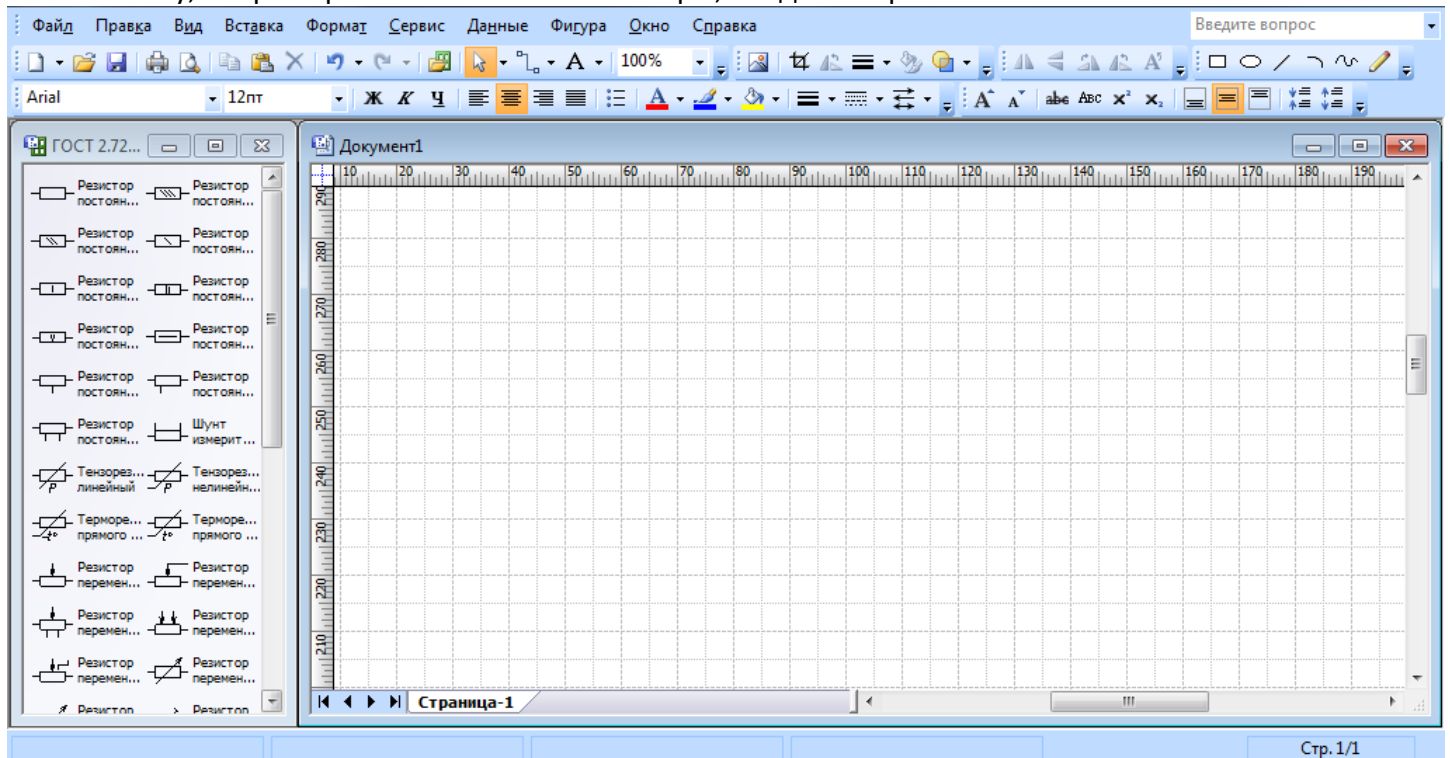 Файл Правка Вид Вставка Формат Сервис Данные Фигура Окно Справка Введите вопрос
100%
Arial 12пт Ж К Ч abc ABC x² x₂
ГОСТ 2.72...
Резистор постоян... Резистор постоян...
Резистор постоян... Резистор постоян...
Резистор постоян... Резистор постоян...
Резистор постоян... Резистор постоян...
Резистор постоян... Резистор постоян...
Резистор постоян... Шунт измерит...
Тензорез... линейный Тензорез... нелинейн...
Терморе... прямого ... Терморе... прямого ...
Резистор перемен... Резистор перемен...
Резистор перемен... Резистор перемен...
Резистор перемен... Резистор перемен...
Резистор Резистор
Документ1
10 20 30 40 50 60 70 80 90 100 110 120 130 140 150 160 170 180 190
290
280
270
260
250
240
230
220
210
Страница-1
Стр. 1/1